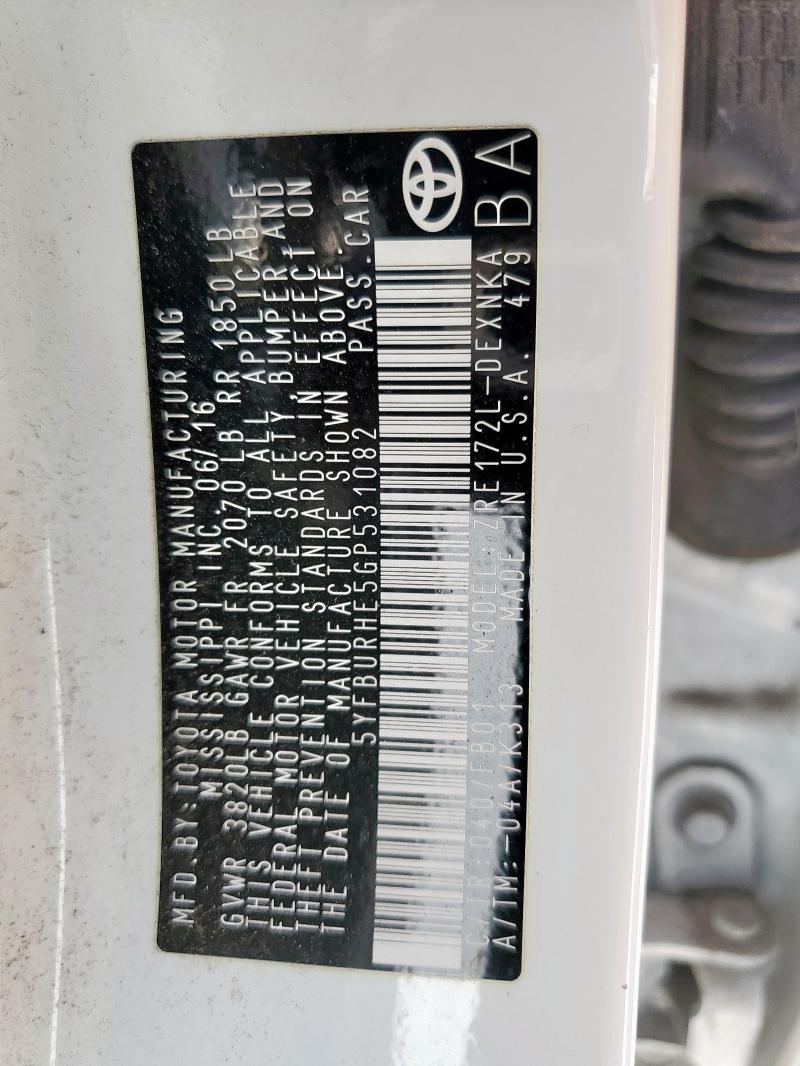 MFD.BY:TOYOTA MOTOR MANUFACTURING
MISSISSIPPI INC.06/16
GVWR 3820LB GAWR FR 2070LB RR 1850LB
THIS VEHICLE CONFORMS TO ALL APPLICABLE
FEDERAL MOTOR VEHICLE SAFETY, BUMPER, AND
THEFT PREVENTION STANDARDS IN EFFECT ON
THE DATE OF MANUFACTURE SHOWN ABOVE.
5YFBURHE5GP531082 PASS.CAR
C/TR:040/FB01 MODEL:ZRE172L-DEXNKA
A/TM:-04A/K313 MADE IN U.S.A. 479 BA